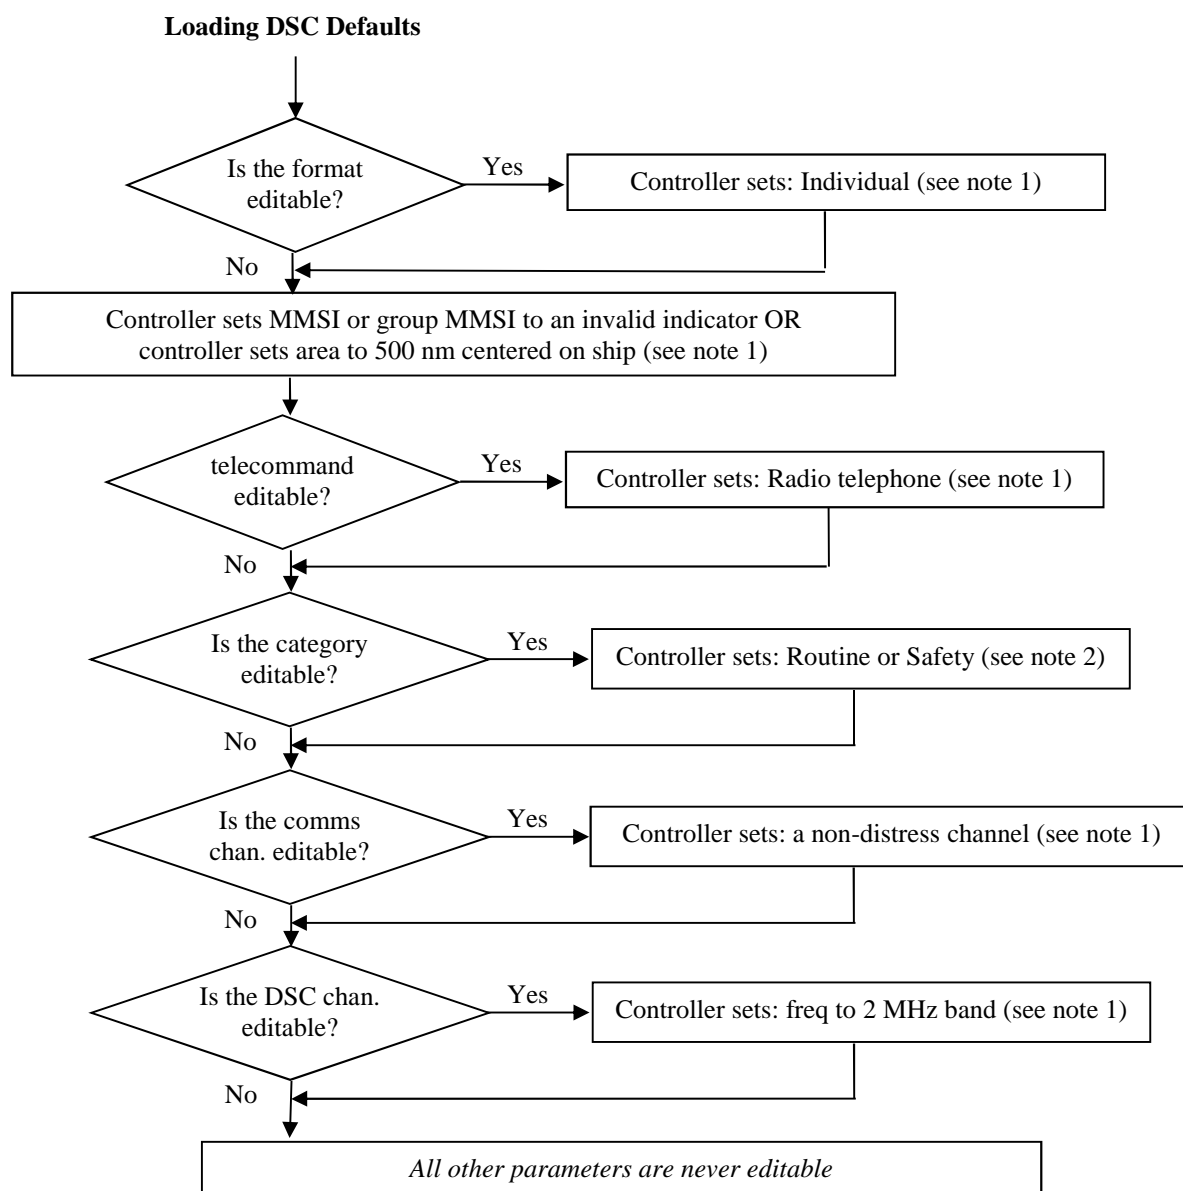 Loading DSC Defaults
Is the format
editable?
Yes
Controller sets: Individual (see note 1)
No
Controller sets MMSI or group MMSI to an invalid indicator OR
controller sets area to 500 nm centered on ship (see note 1)
telecommand
editable?
Yes
Controller sets: Radio telephone (see note 1)
No
Is the category
editable?
Yes
Controller sets: Routine or Safety (see note 2)
No
Is the comms
chan. editable?
Yes
Controller sets: a non-distress channel (see note 1)
No
Is the DSC chan.
editable?
Yes
Controller sets: freq to 2 MHz band (see note 1)
No
All other parameters are never editable